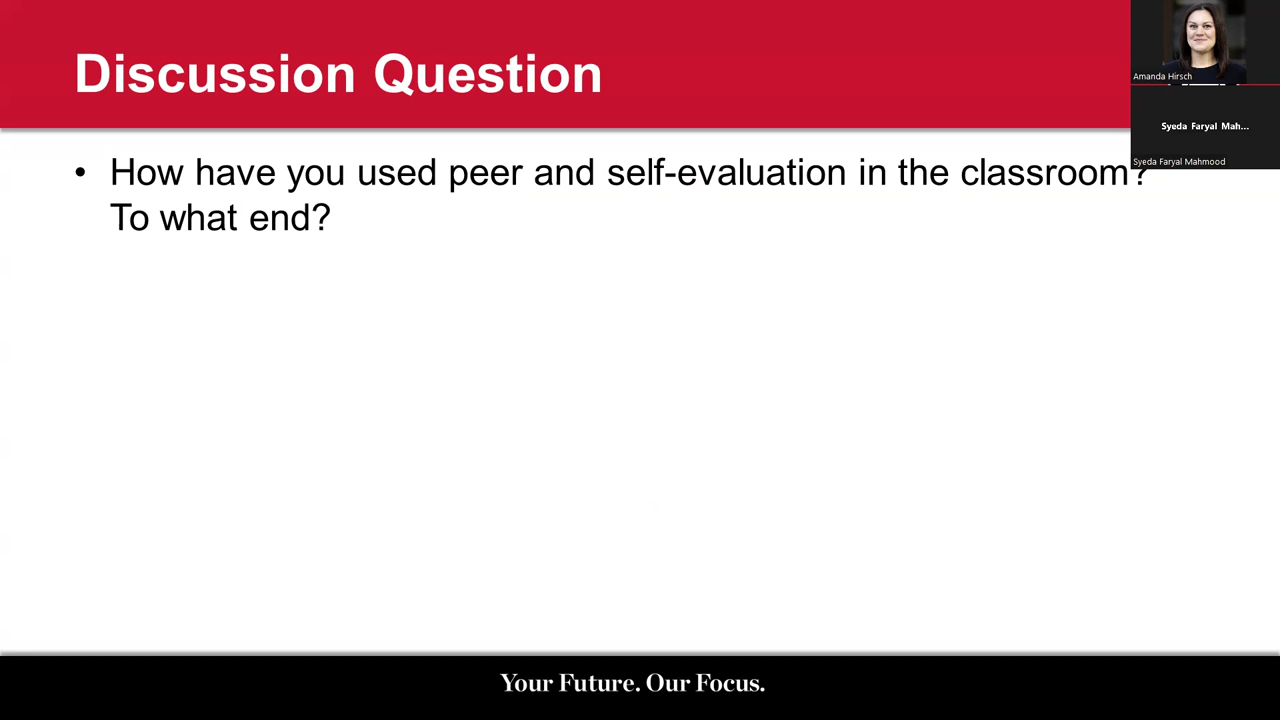 Discussion Question
Amanda Hirsch
Syeda Faryal Mah...
Syeda Faryal Mahmood
• How have you used peer and self-evaluation in the classroom?
To what end?
Your Future. Our Focus.